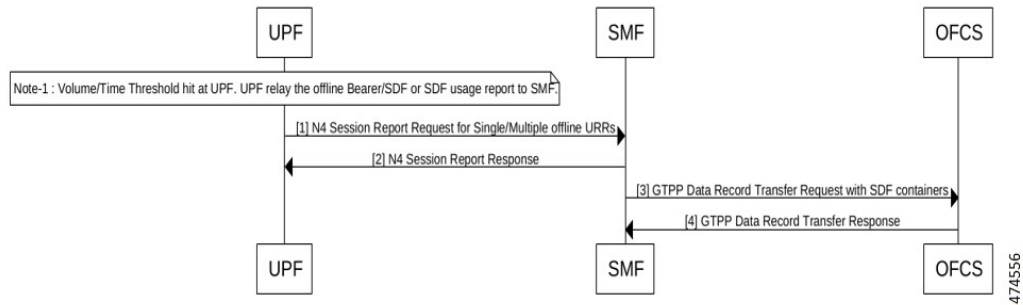 UPF SMF OFCS
Note-1 : Volume/Time Threshold hit at UPF. UPF relay the offline Bearer/SDF or SDF usage report to SMF.
[1] N4 Session Report Request for Single/Multiple offline URRs
[2] N4 Session Report Response
[3] GTPP Data Record Transfer Request with SDF containers
[4] GTPP Data Record Transfer Response
UPF SMF OFCS
474556